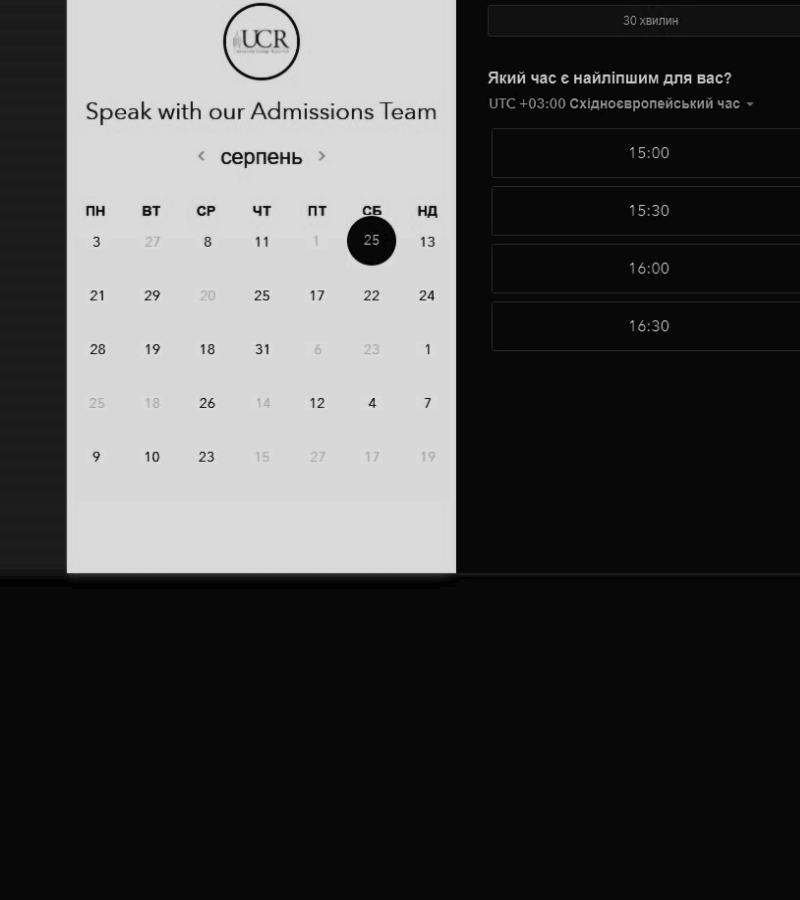 UCR
Speak with our Admissions Team
серпень
ПН ВТ СР ЧТ ПТ СБ НД
3 27 8 11 1 25 13
21 29 20 25 17 22 24
28 19 18 31 6 23 1
25 18 26 14 12 4 7
9 10 23 15 27 17 19
30 хвилин
Який час є найліпшим для вас?
UTC +03:00 Східноєвропейський час
15:00
15:30
16:00
16:30